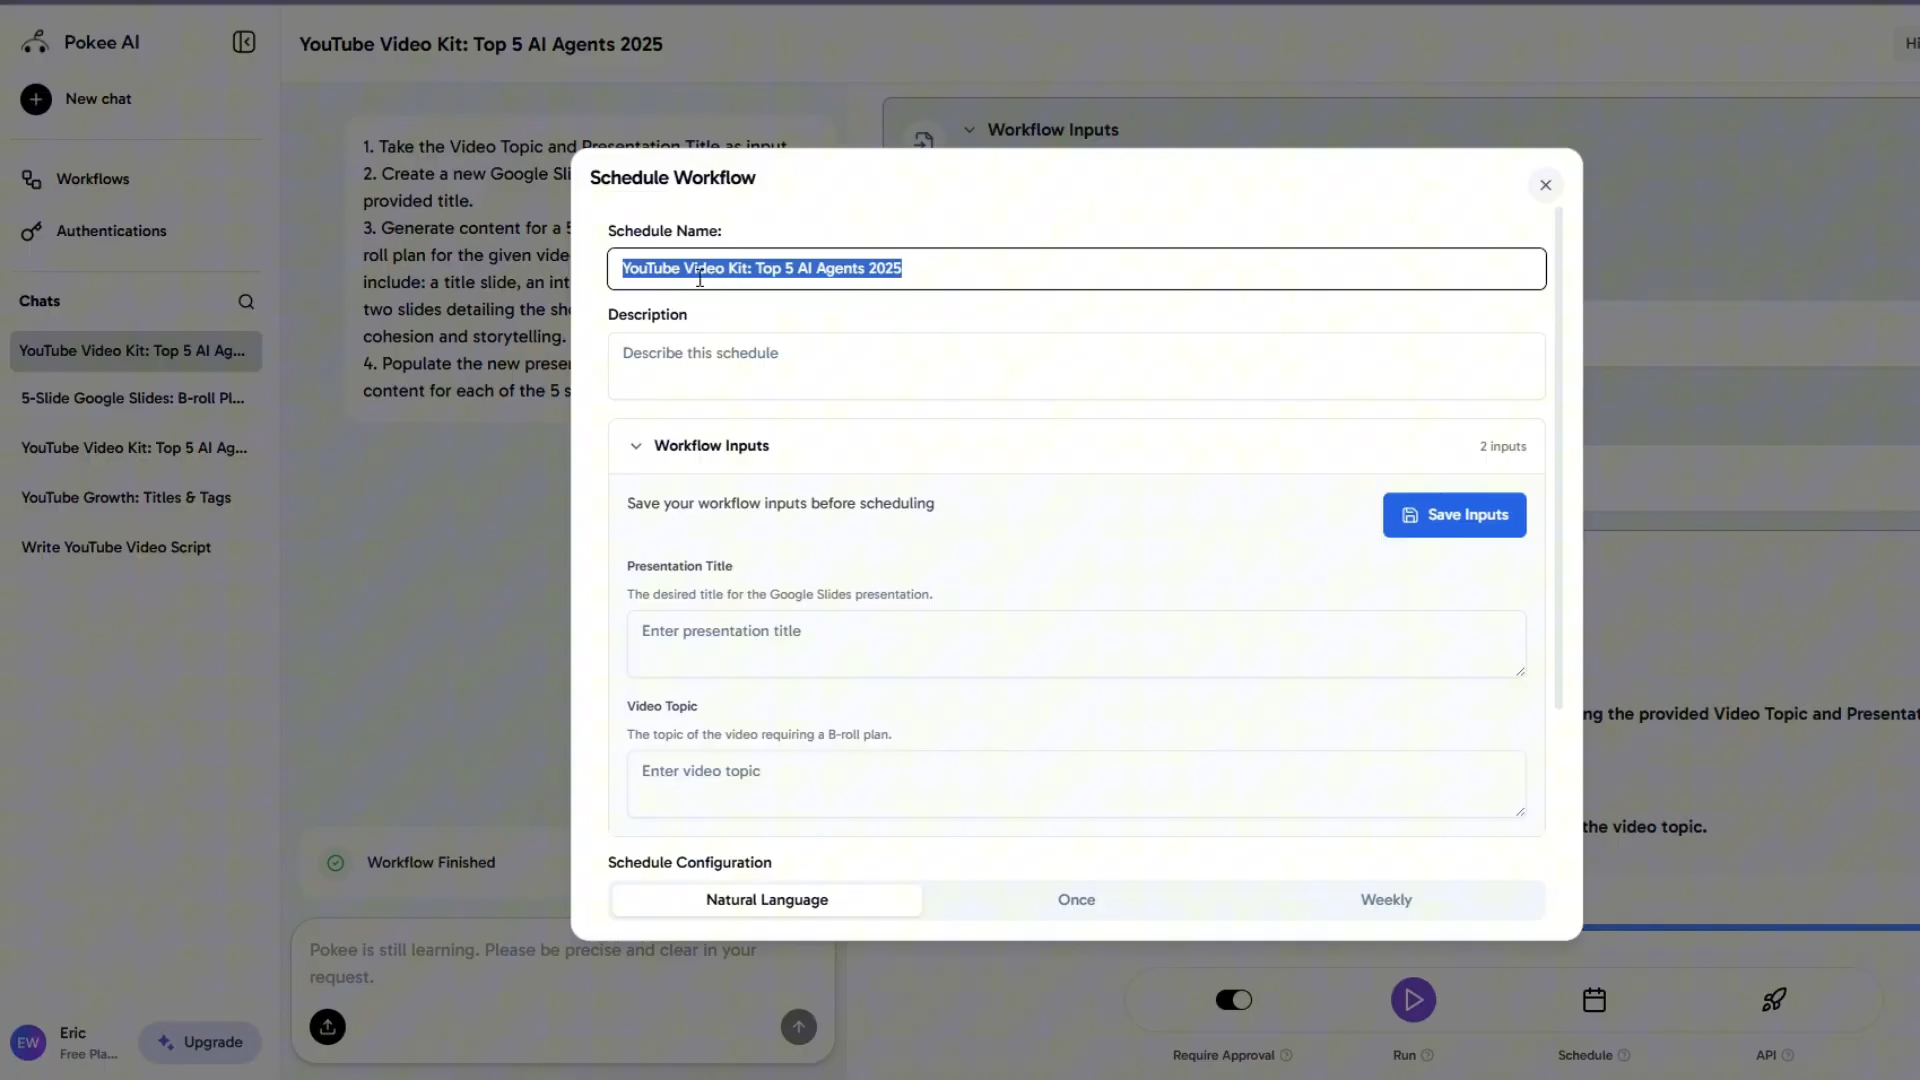 Pokee AI
New chat
Workflows
Authentications
Chats
YouTube Video Kit: Top 5 AI Ag...
5-Slide Google Slides: B-roll Pl...
YouTube Video Kit: Top 5 AI Ag...
YouTube Growth: Titles & Tags
Write YouTube Video Script
EW
Eric
Free Pla...
Upgrade
YouTube Video Kit: Top 5 AI Agents 2025
1. Take the Video Topic and Presentation Title as input
2. Create a new Google Sli
provided title.
3. Generate content for a 5
roll plan for the given vide
include: a title slide, an int
two slides detailing the sh
cohesion and storytelling.
4. Populate the new prese
content for each of the 5 s
Workflow Finished
Pokee is still learning. Please be precise and clear in your
request.
Workflow Inputs
Schedule Workflow
Schedule Name:
YouTube Video Kit: Top 5 AI Agents 2025
Description
Describe this schedule
Workflow Inputs
2 inputs
Save your workflow inputs before scheduling
Save Inputs
Presentation Title
The desired title for the Google Slides presentation.
Enter presentation title
Video Topic
The topic of the video requiring a B-roll plan.
Enter video topic
Schedule Configuration
Natural Language
Once
Weekly
ng the provided Video Topic and Presentat
the video topic.
Require Approval
Run
Schedule
API